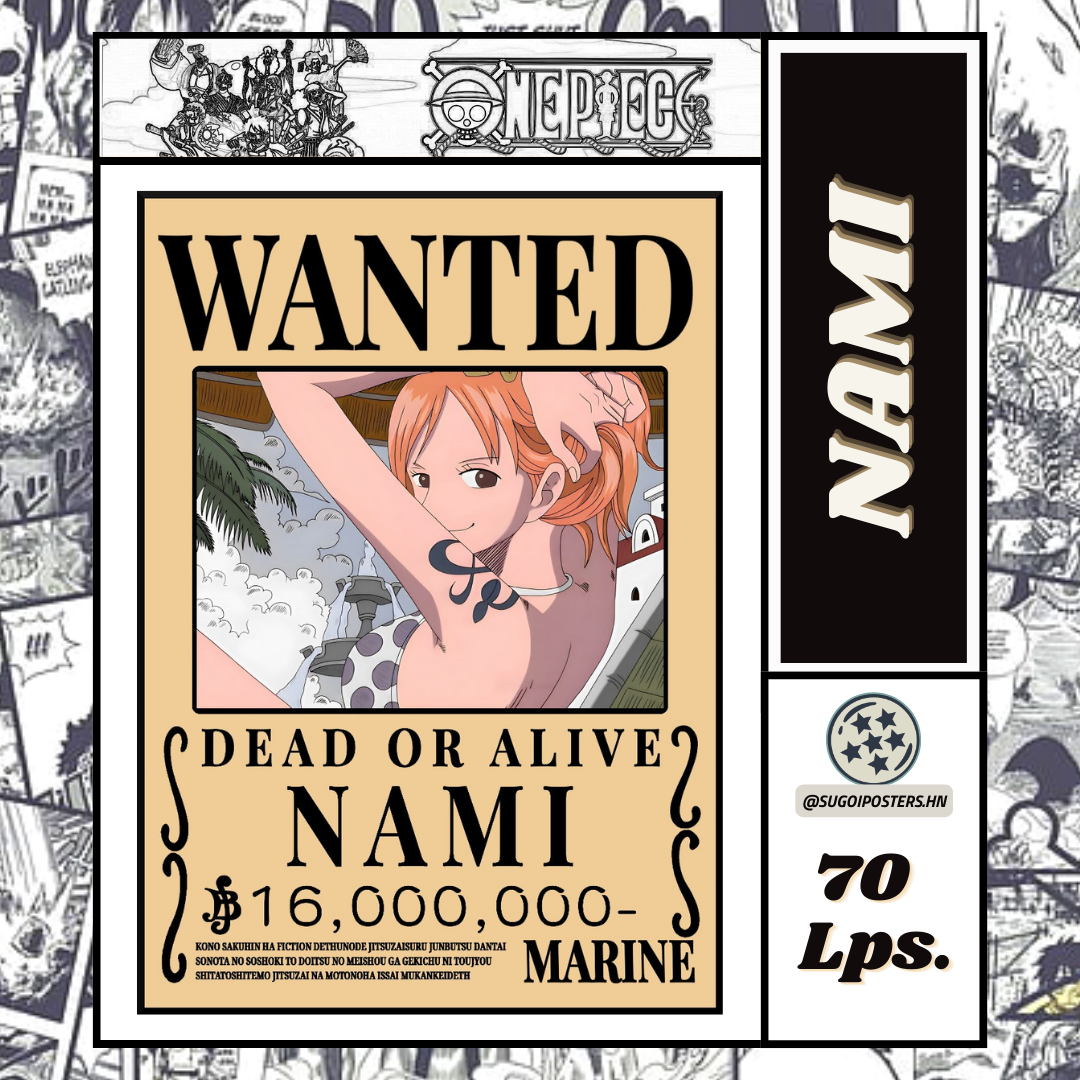 ONE PIECE
WANTED
DEAD OR ALIVE
NAMI
16,000,000-
KONO SAKUHIN HA FICTION DETHUNODE JITSUZAISURU JUNBUTSU DANTAI
SONOTA NO SOSHOKI TO DOITSU NO MEISHOU GA GEKICHU NI TOUJYOU
SHITATOSHITEMO JITSUZAI NA MOTONOHA ISSAI MUKANKEIDETH
MARINE
NAMI
@SUGOIPOSTERS.HN
70
Lps.
!!!